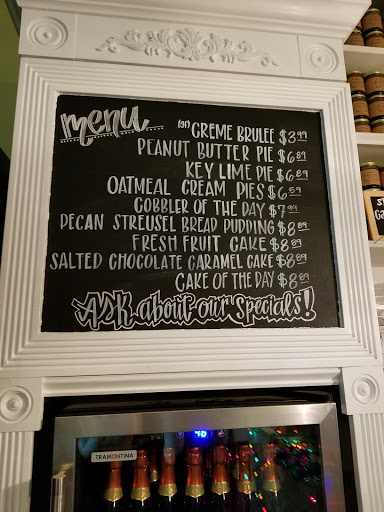 menu
(gf) CREME BRULEE $3.99
PEANUT BUTTER PIE $6.89
KEY LIME PIE $6.89
OATMEAL CREAM PIES $6.59
COBBLER OF THE DAY $7.99
PECAN STREUSEL BREAD PUDDING $8.89
FRESH FRUIT CAKE $8.89
SALTED CHOCOLATE CARAMEL CAKE $8.89
CAKE OF THE DAY $8.89
ASK about our specials!
TRAMONTINA